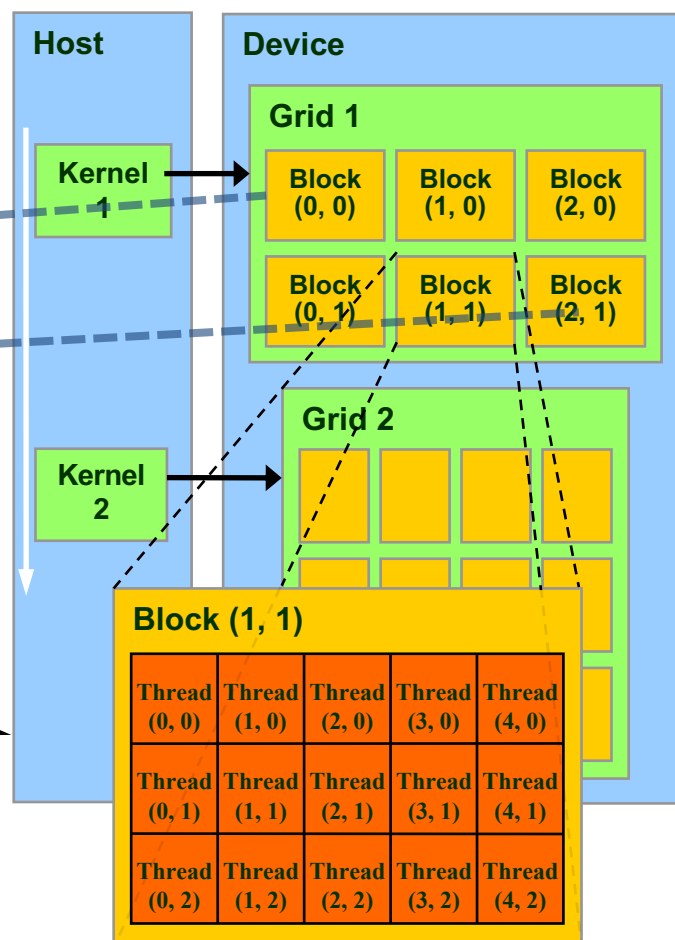 Host
Device
Grid 1
Kernel
1
Block
(0, 0)
Block
(1, 0)
Block
(2, 0)
Block
(0, 1)
Block
(1, 1)
Block
(2, 1)
Grid 2
Kernel
2
Block (1, 1)
Thread
(0, 0)
Thread
(1, 0)
Thread
(2, 0)
Thread
(3, 0)
Thread
(4, 0)
Thread
(0, 1)
Thread
(1, 1)
Thread
(2, 1)
Thread
(3, 1)
Thread
(4, 1)
Thread
(0, 2)
Thread
(1, 2)
Thread
(2, 2)
Thread
(3, 2)
Thread
(4, 2)